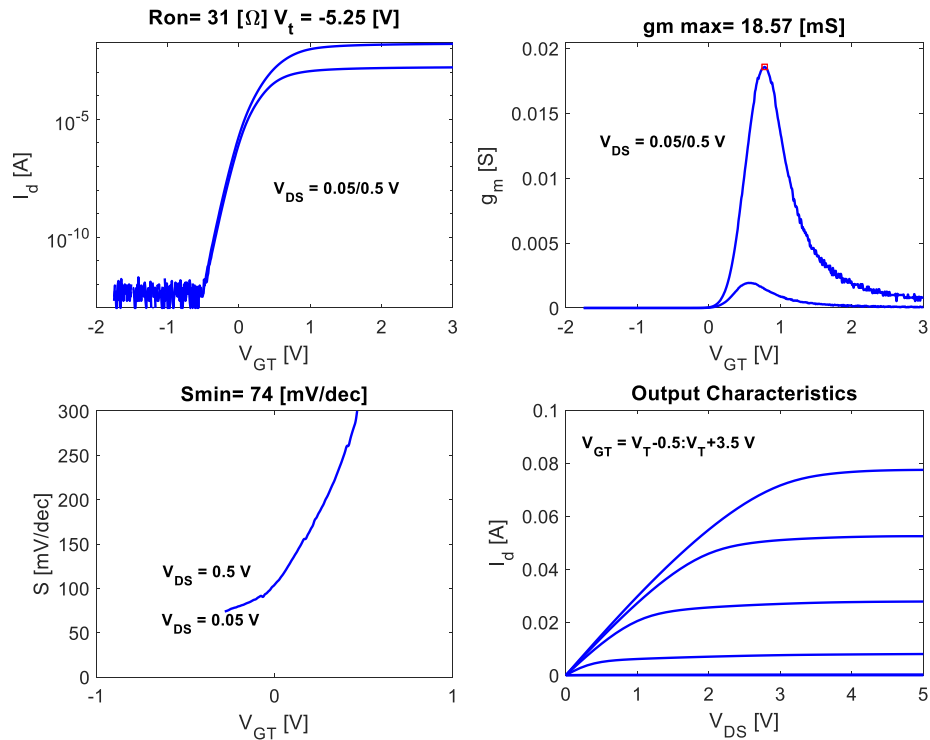 Ron= 31 [Ω] V_t = -5.25 [V]
10^-5
10^-10
I_d [A]
V_DS = 0.05/0.5 V
-2 -1 0 1 2 3
V_GT [V]
gm max= 18.57 [mS]
0.02
0.015
0.01
0.005
0
g_m [S]
V_DS = 0.05/0.5 V
-2 -1 0 1 2 3
V_GT [V]
Smin= 74 [mV/dec]
300
250
200
150
100
50
0
S [mV/dec]
V_DS = 0.5 V
V_DS = 0.05 V
-1 0 1
V_GT [V]
Output Characteristics
0.1
0.08
0.06
0.04
0.02
0
I_d [A]
V_GT = V_T-0.5:V_T+3.5 V
0 1 2 3 4 5
V_DS [V]